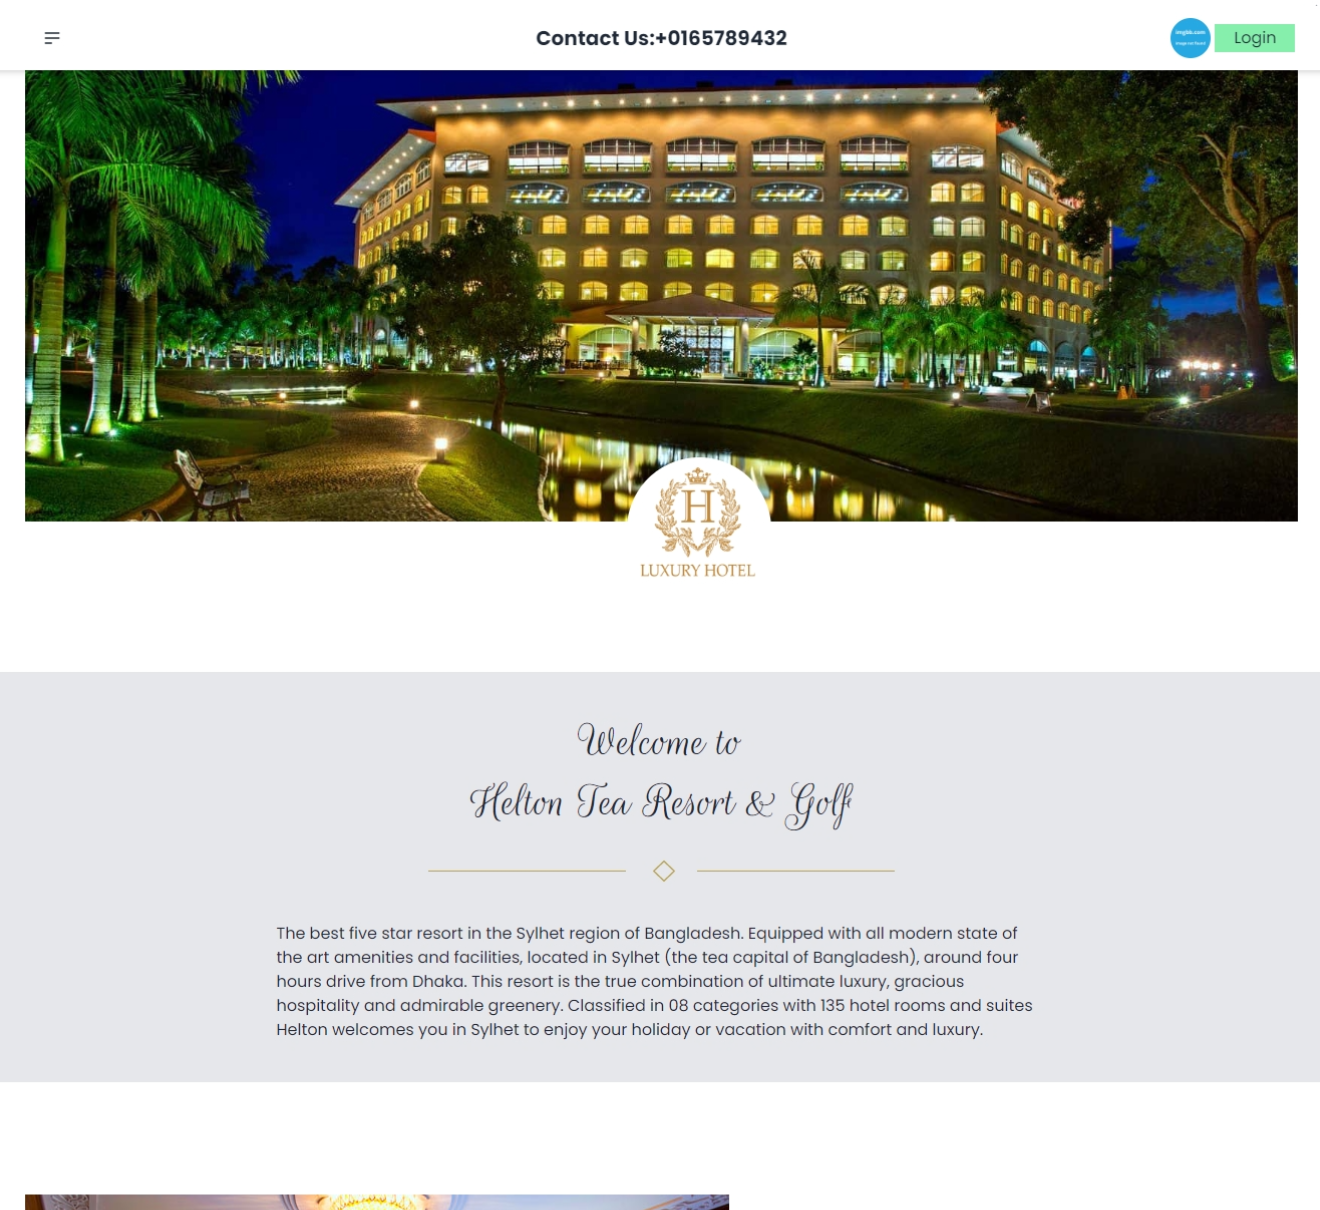 Contact Us:+0165789432
Login
H
LUXURY HOTEL
Welcome to
Helton Tea Resort & Golf
The best five star resort in the Sylhet region of Bangladesh. Equipped with all modern state of
the art amenities and facilities, located in Sylhet (the tea capital of Bangladesh), around four
hours drive from Dhaka. This resort is the true combination of ultimate luxury, gracious
hospitality and admirable greenery. Classified in 08 categories with 135 hotel rooms and suites
Helton welcomes you in Sylhet to enjoy your holiday or vacation with comfort and luxury.